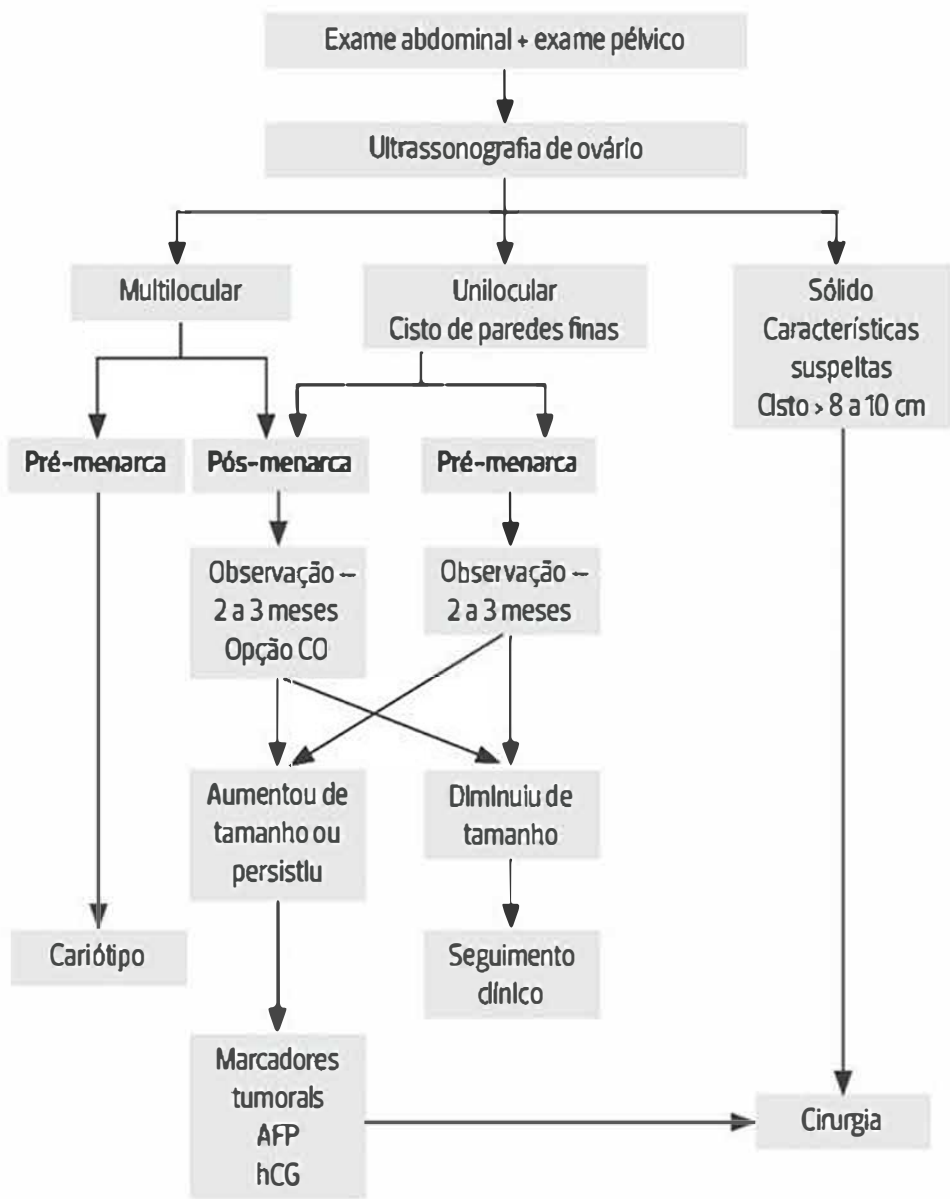 Exame abdominal + exame pélvico
Ultrassonografia de ovário
Multilocular
Unilocular
Cisto de paredes finas
Sólido
Características
suspeitas
Cisto > 8 a 10 cm
Pré-menarca
Pós-menarca
Pré-menarca
Observação –
2 a 3 meses
Opção CO
Observação –
2 a 3 meses
Aumentou de
tamanho ou
persistiu
Diminuiu de
tamanho
Cariótipo
Seguimento
clínico
Marcadores
tumorais
AFP
hCG
Cirurgia